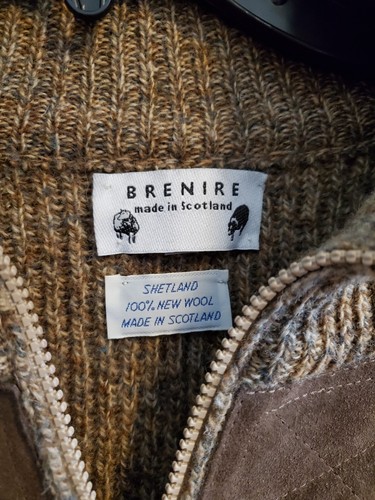 BRENIRE
made in Scotland
SHETLAND
100% NEW WOOL
MADE IN SCOTLAND